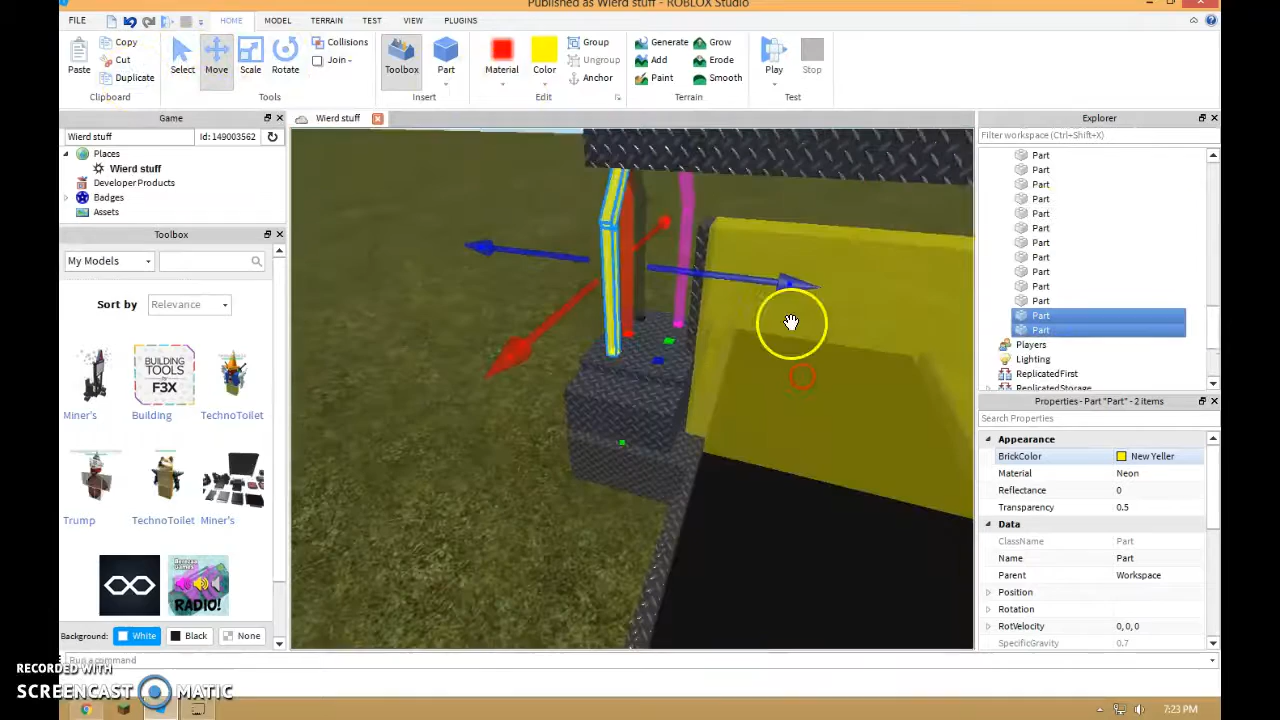 Published as Wierd stuff - ROBLOX Studio
FILE
HOME
MODEL
TERRAIN
TEST
VIEW
PLUGINS
Paste
Copy
Cut
Duplicate
Clipboard
Select
Move
Scale
Rotate
Collisions
Join
Tools
Toolbox
Part
Insert
Material
Color
Group
Ungroup
Anchor
Edit
Generate
Grow
Add
Erode
Paint
Smooth
Terrain
Play
Stop
Test
Game
Wierd stuff
Id: 149003562
Places
Wierd stuff
Developer Products
Badges
Assets
Toolbox
My Models
Sort by
Relevance
Miner's
BUILDING TOOLS
by F3X
Building
TechnoToilet
Trump
TechnoToilet
Miner's
RADIO!
Background:
White
Black
None
Run a command
Wierd stuff
Explorer
Filter workspace (Ctrl+Shift+X)
Part
Part
Part
Part
Part
Part
Part
Part
Part
Part
Part
Part
Part
Players
Lighting
ReplicatedFirst
ReplicatedStorage
Properties - Part "Part" - 2 items
Search Properties
Appearance
BrickColor New Yeller
Material Neon
Reflectance 0
Transparency 0.5
Data
ClassName Part
Name Part
Parent Workspace
Position
Rotation
RotVelocity 0, 0, 0
SpecificGravity 0.7
RECORDED WITH
SCREENCAST MATIC
7:23 PM